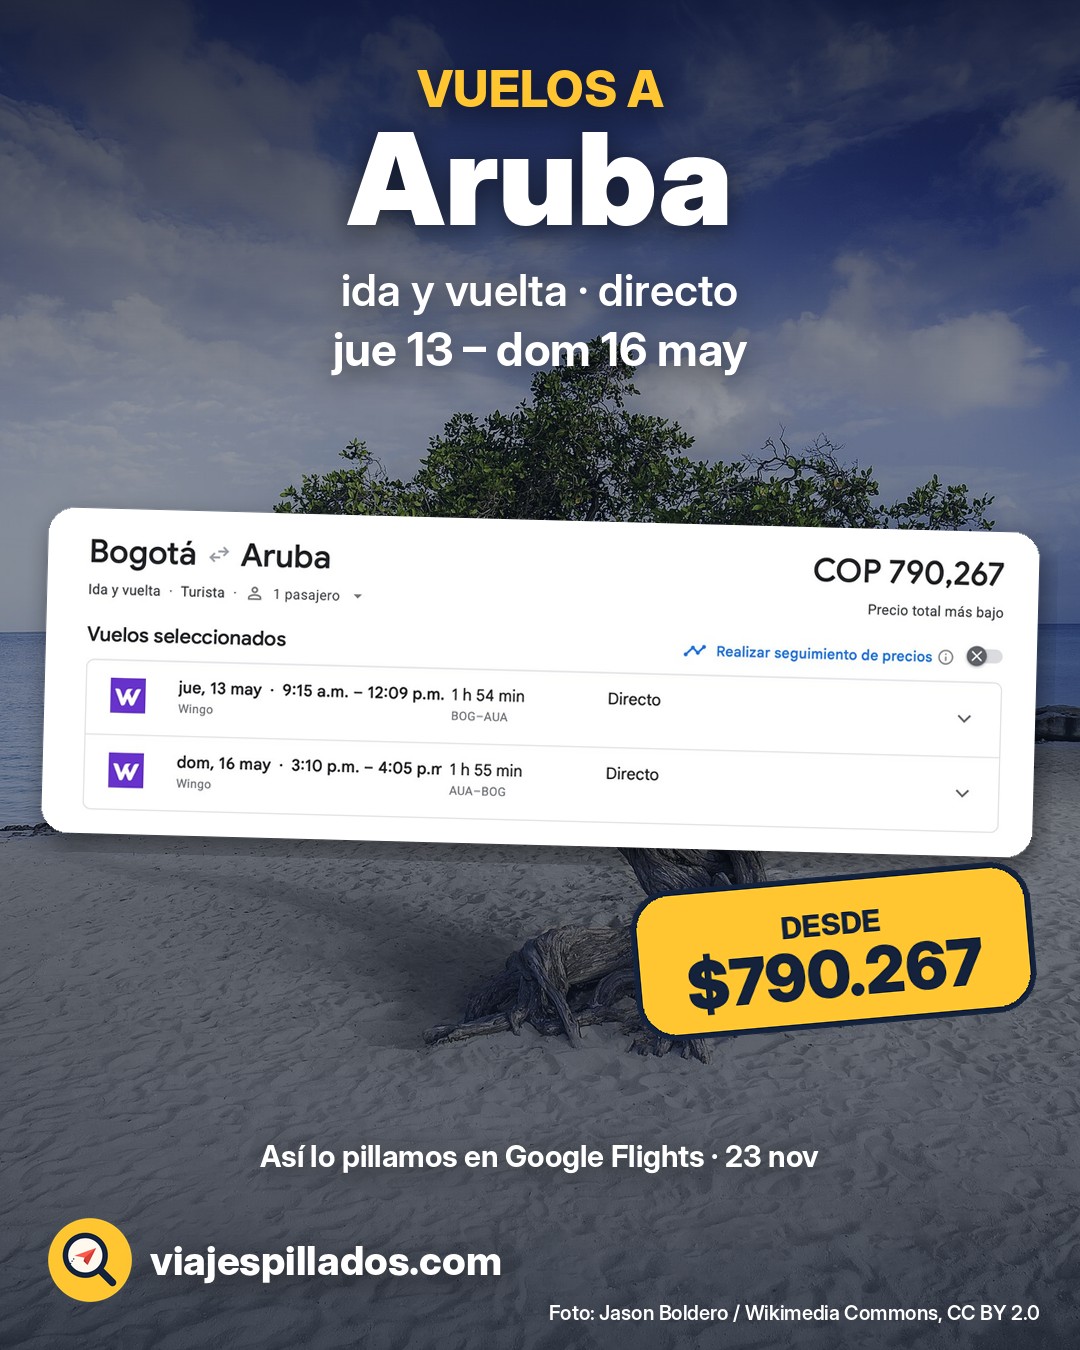 VUELOS A
Aruba
ida y vuelta · directo
jue 13 – dom 16 may
Bogotá Aruba
COP 790,267
Ida y vuelta · Turista · 1 pasajero
Precio total más bajo
Vuelos seleccionados
Realizar seguimiento de precios
jue, 13 may · 9:15 a.m. – 12:09 p.m. 1 h 54 min Directo
Wingo BOG–AUA
dom, 16 may · 3:10 p.m. – 4:05 p.r 1 h 55 min Directo
Wingo AUA–BOG
DESDE
$790.267
Así lo pillamos en Google Flights · 23 nov
viajespillados.com
Foto: Jason Boldero / Wikimedia Commons, CC BY 2.0